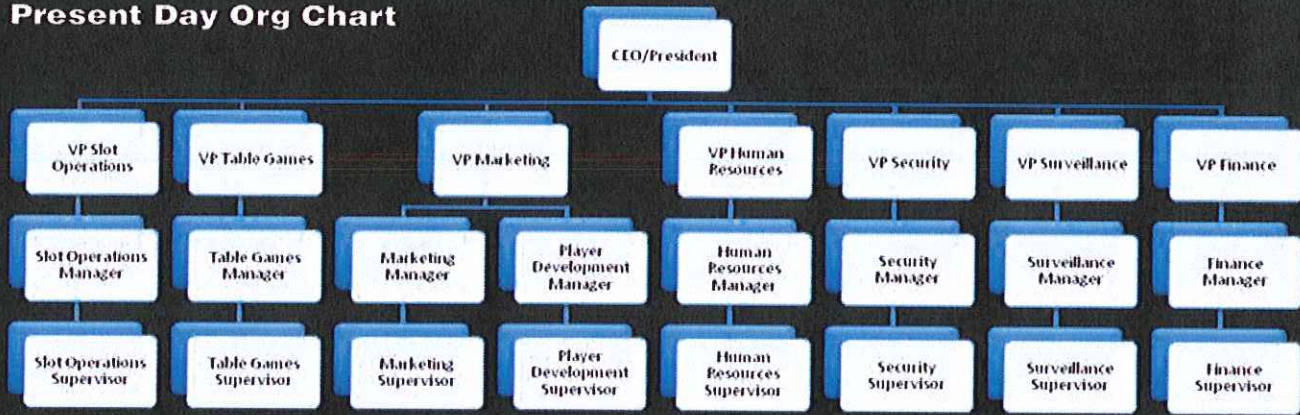 Present Day Org Chart
CEO/President
VP Slot
Operations
VP Table Games
VP Marketing
VP Human
Resources
VP Security
VP Surveillance
VP Finance
Slot Operations
Manager
Table Games
Manager
Marketing
Manager
Player
Development
Manager
Human
Resources
Manager
Security
Manager
Surveillance
Manager
Finance
Manager
Slot Operations
Supervisor
Table Games
Supervisor
Marketing
Supervisor
Player
Development
Supervisor
Human
Resources
Supervisor
Security
Supervisor
Surveillance
Supervisor
Finance
Supervisor